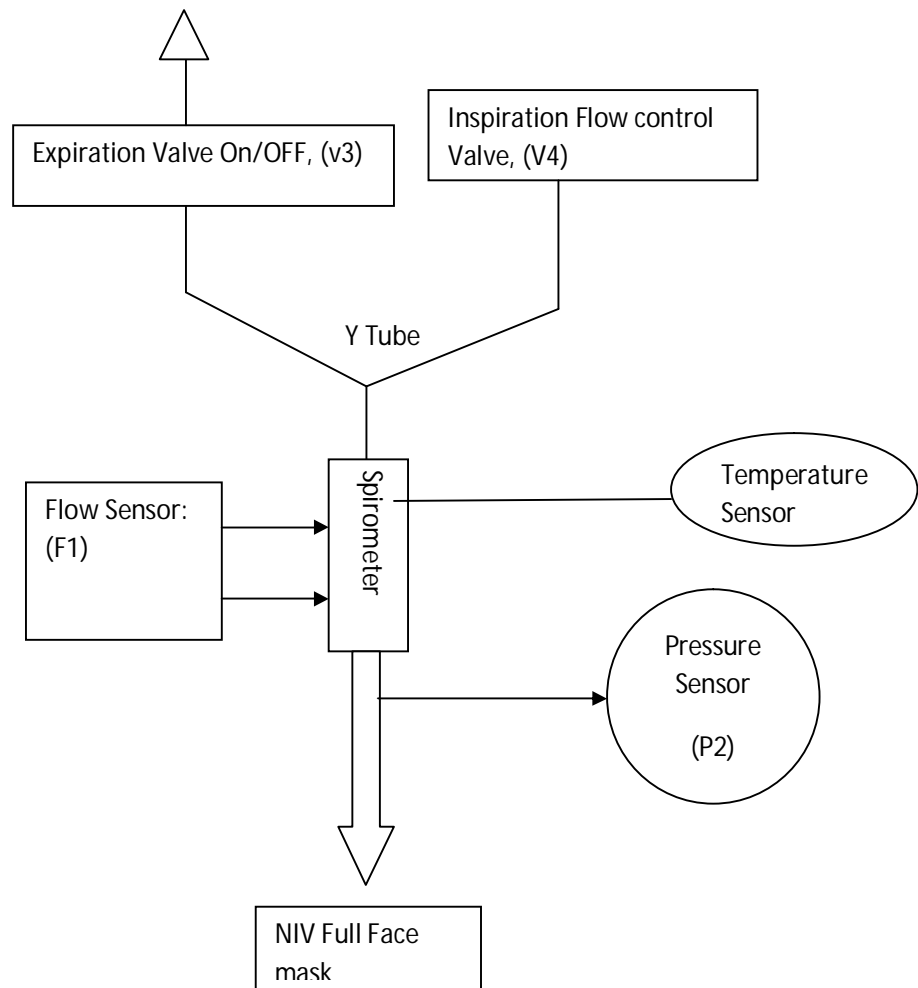 Expiration Valve On/OFF, (v3)
Inspiration Flow control
Valve, (V4)
Y Tube
Spirometer
Temperature
Sensor
Flow Sensor:
(F1)
Pressure
Sensor
(P2)
NIV Full Face
mask